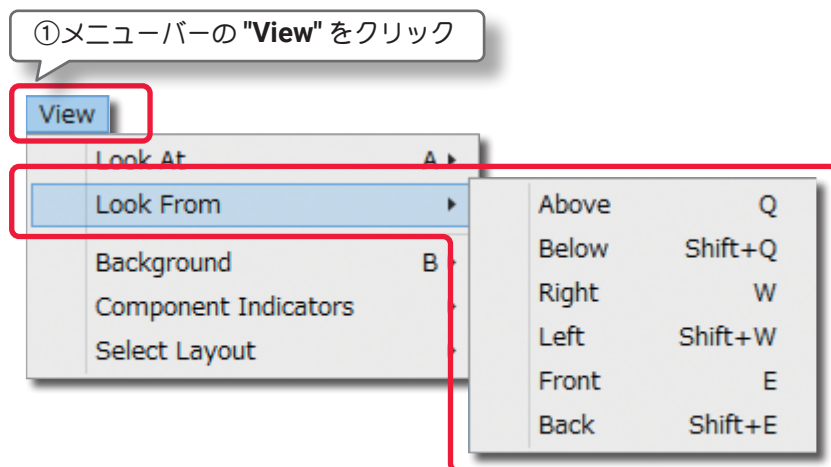 ①メニューバーの "View" をクリック
View
Look At A
Look From
Background B
Component Indicators
Select Layout
Above Q
Below Shift+Q
Right W
Left Shift+W
Front E
Back Shift+E